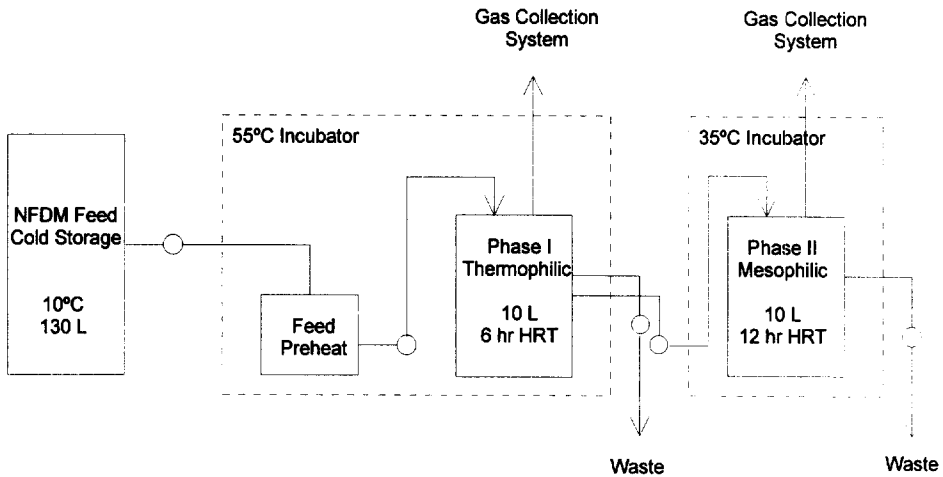 Gas Collection
System
Gas Collection
System
55ºC Incubator
35ºC Incubator
NFDM Feed
Cold Storage
10ºC
130 L
Feed
Preheat
Phase I
Thermophilic
10 L
6 hr HRT
Phase II
Mesophilic
10 L
12 hr HRT
Waste
Waste